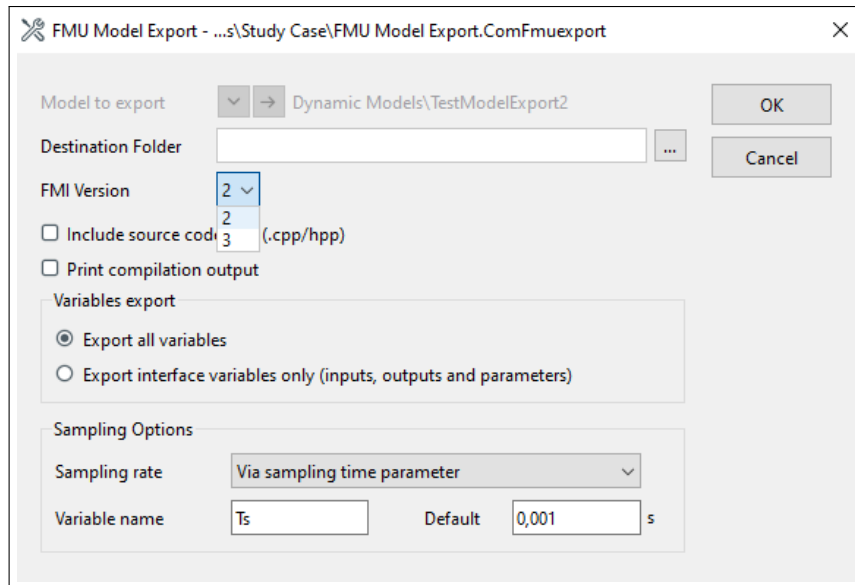 FMU Model Export - ...s\Study Case\FMU Model Export.ComFmuexport
Model to export Dynamic Models\TestModelExport2
OK
Destination Folder ...
Cancel
FMI Version 2
2
3
Include source cod (.cpp/hpp)
Print compilation output
Variables export
Export all variables
Export interface variables only (inputs, outputs and parameters)
Sampling Options
Sampling rate Via sampling time parameter
Variable name Ts Default 0,001 s